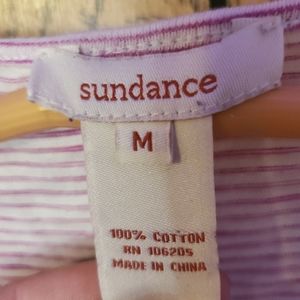 sundance
M
100% COTTON
RN 106205
MADE IN CHINA